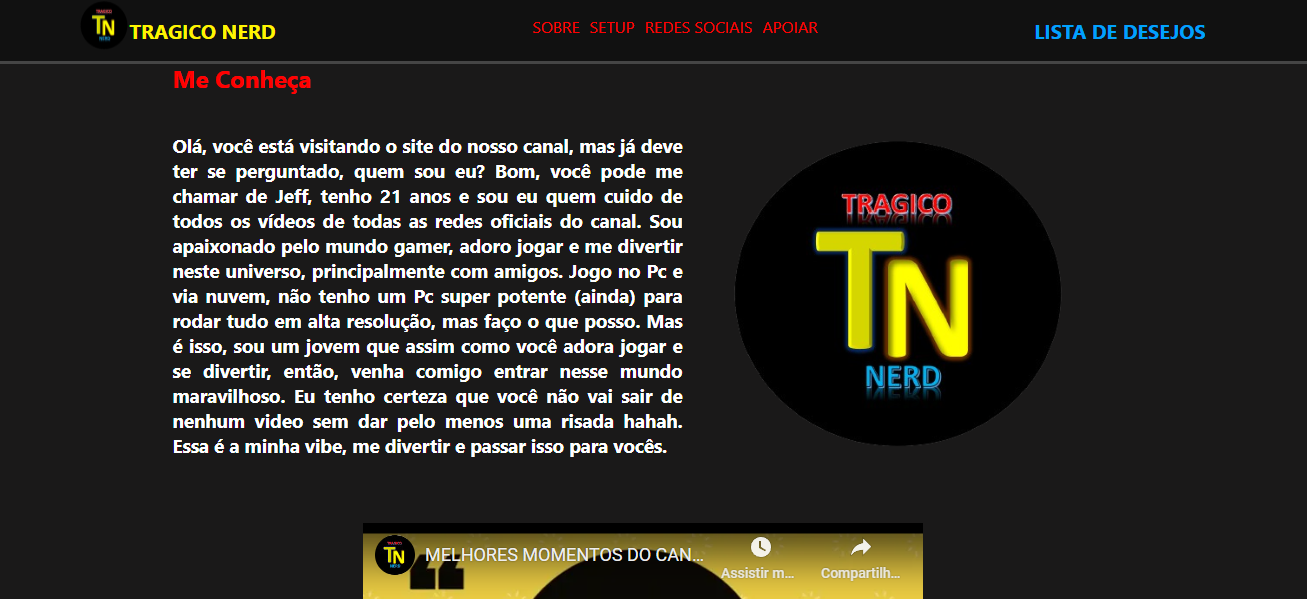 TRAGICO
TN
NERD
TRAGICO NERD
SOBRE SETUP REDES SOCIAIS APOIAR
LISTA DE DESEJOS
Me Conheça
Olá, você está visitando o site do nosso canal, mas já deve
ter se perguntado, quem sou eu? Bom, você pode me
chamar de Jeff, tenho 21 anos e sou eu quem cuido de
todos os vídeos de todas as redes oficiais do canal. Sou
apaixonado pelo mundo gamer, adoro jogar e me divertir
neste universo, principalmente com amigos. Jogo no Pc e
via nuvem, não tenho um Pc super potente (ainda) para
rodar tudo em alta resolução, mas faço o que posso. Mas
é isso, sou um jovem que assim como você adora jogar e
se divertir, então, venha comigo entrar nesse mundo
maravilhoso. Eu tenho certeza que você não vai sair de
nenhum video sem dar pelo menos uma risada hahah.
Essa é a minha vibe, me divertir e passar isso para vocês.
TRAGICO
TN
NERD
TRAGICO
TN
NERD
MELHORES MOMENTOS DO CAN...
Assistir m...
Compartilh...